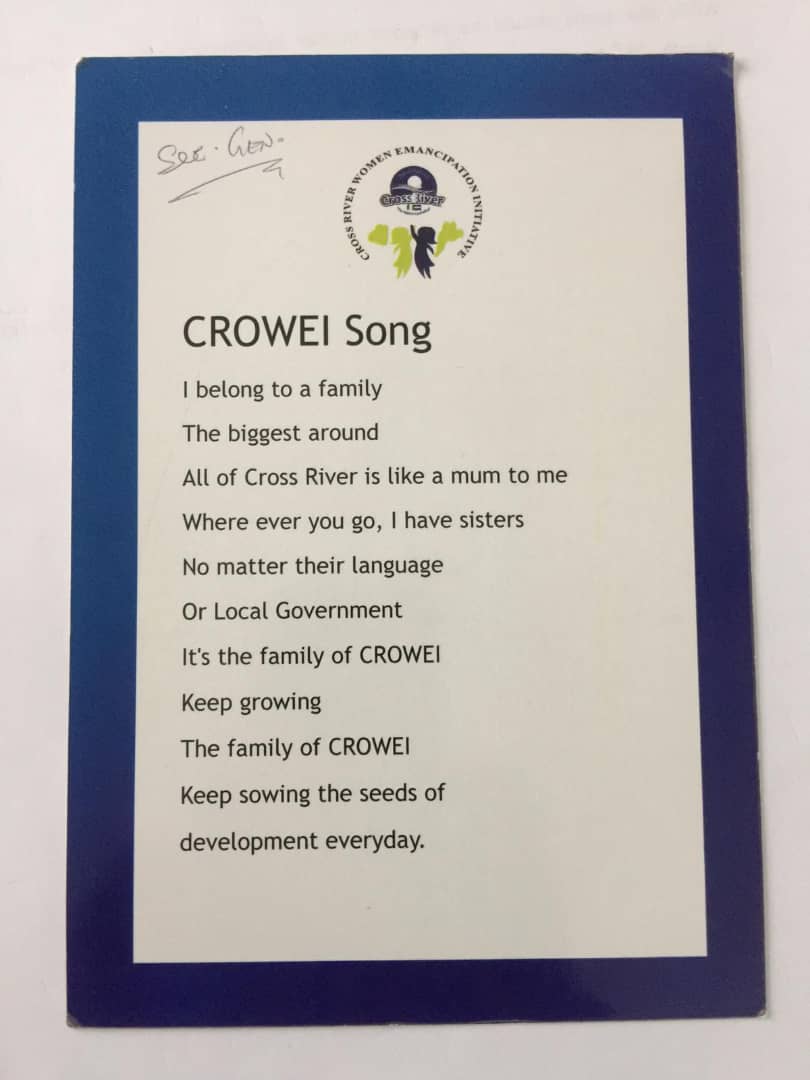 See. Gen.
CROSS RIVER WOMEN EMANCIPATION INITIATIVE
Cross River
CROWEI Song
I belong to a family
The biggest around
All of Cross River is like a mum to me
Where ever you go, I have sisters
No matter their language
Or Local Government
It's the family of CROWEI
Keep growing
The family of CROWEI
Keep sowing the seeds of
development everyday.